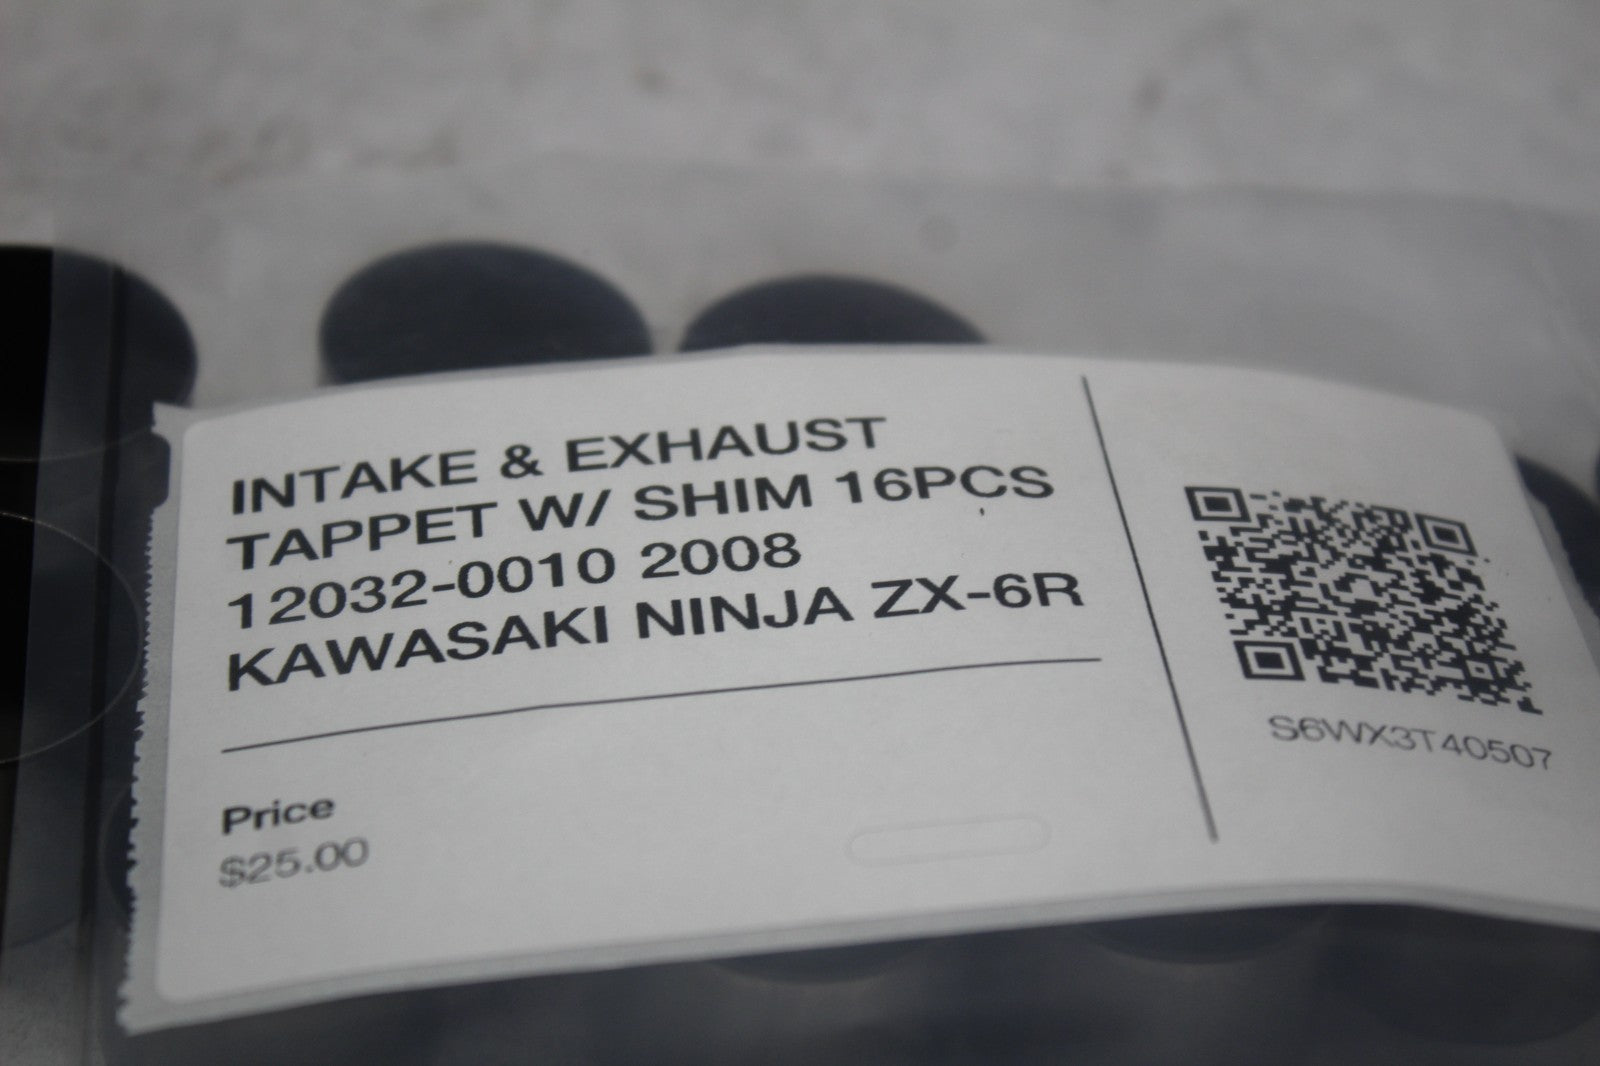 INTAKE & EXHAUST
TAPPET W/ SHIM 16PCS
12032-0010 2008
KAWASAKI NINJA ZX-6R
Price
$25.00
S6WX3T40507